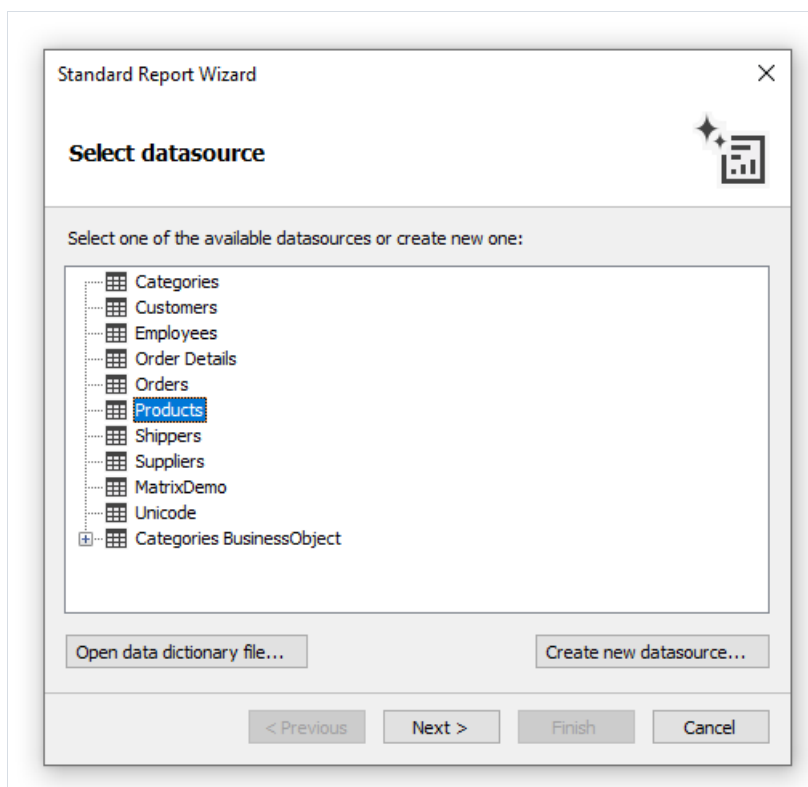 Standard Report Wizard
Select datasource
Select one of the available datasources or create new one:
Categories
Customers
Employees
Order Details
Orders
Products
Shippers
Suppliers
MatrixDemo
Unicode
Categories BusinessObject
Open data dictionary file... Create new datasource...
< Previous Next > Finish Cancel